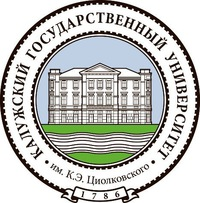 КАЛУЖСКИЙ ГОСУДАРСТВЕННЫЙ УНИВЕРСИТЕТ
им. К.Э. Циолковского
1786